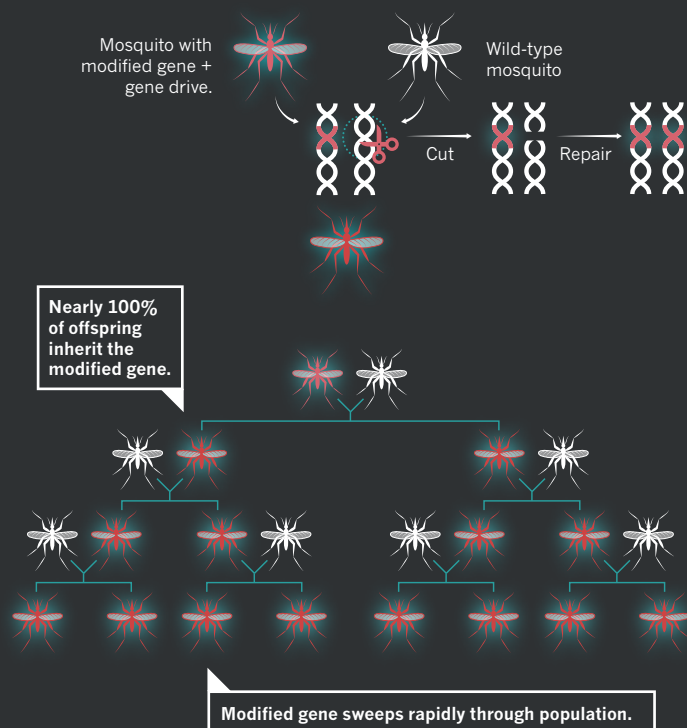 Mosquito with
modified gene +
gene drive.
Wild-type
mosquito
Cut
Repair
Nearly 100%
of offspring
inherit the
modified gene.
Modified gene sweeps rapidly through population.